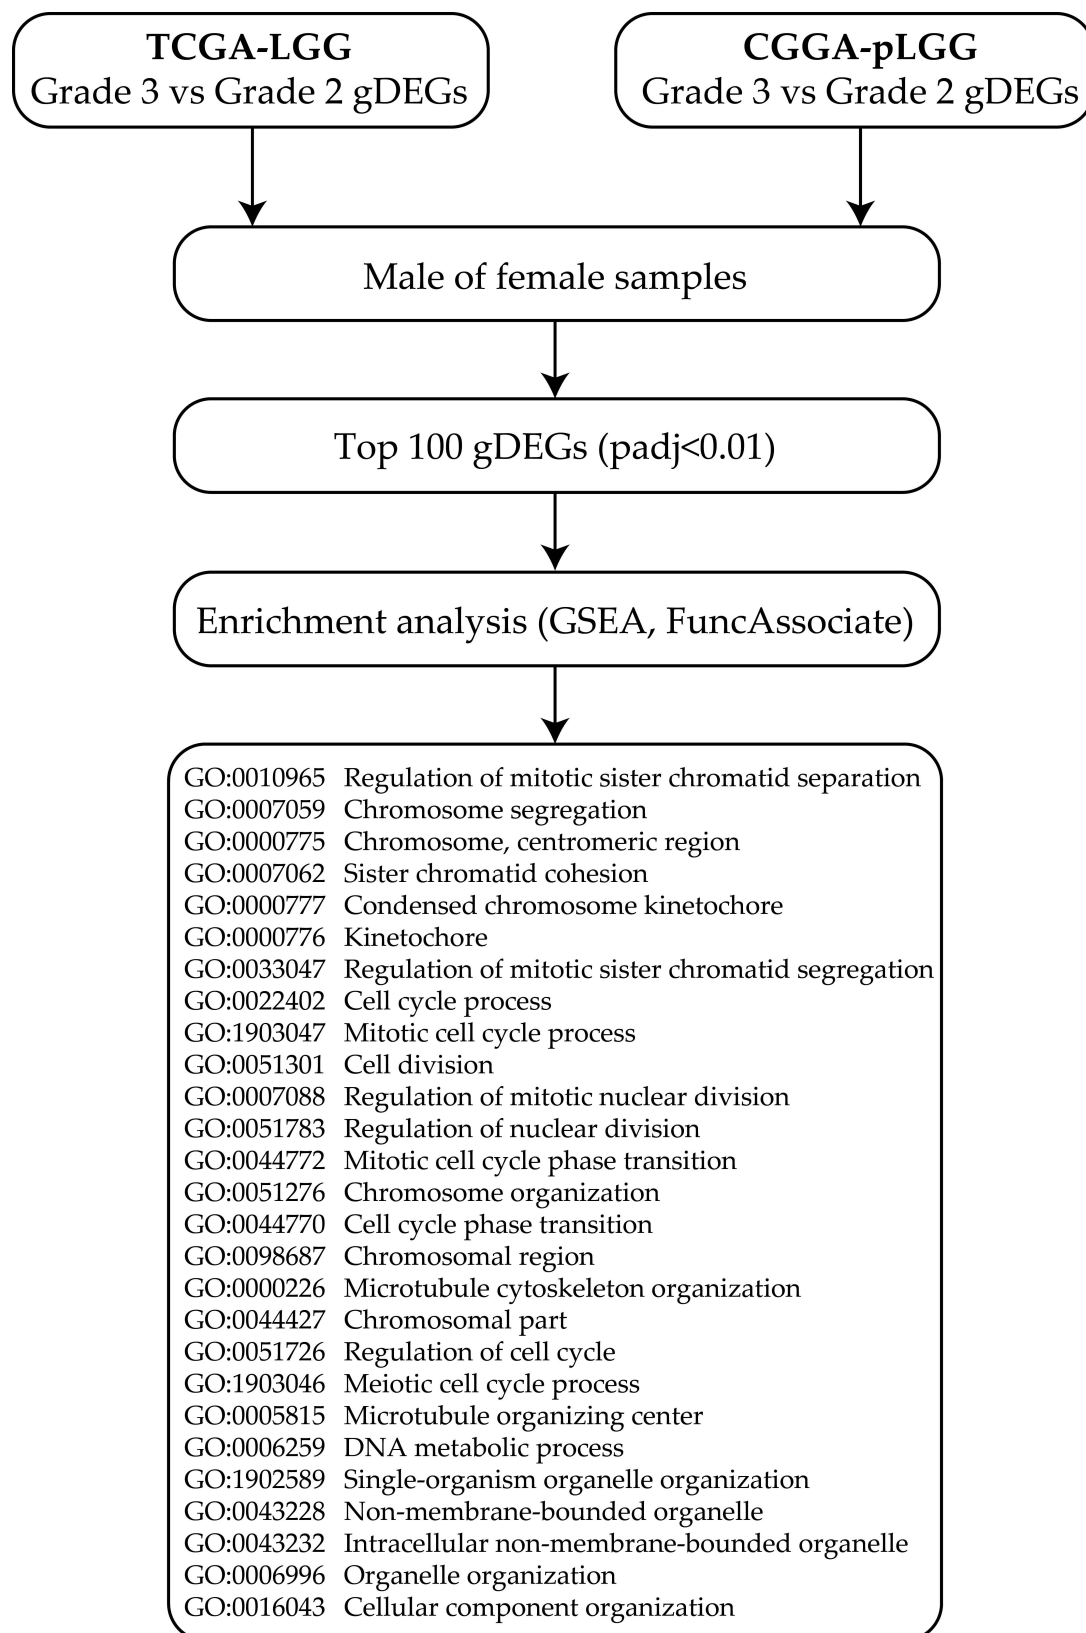 TCGA-LGG
Grade 3 vs Grade 2 gDEGs
CGGA-pLGG
Grade 3 vs Grade 2 gDEGs
Male of female samples
Top 100 gDEGs (padj<0.01)
Enrichment analysis (GSEA, FuncAssociate)
GO:0010965 Regulation of mitotic sister chromatid separation
GO:0007059 Chromosome segregation
GO:0000775 Chromosome, centromeric region
GO:0007062 Sister chromatid cohesion
GO:0000777 Condensed chromosome kinetochore
GO:0000776 Kinetochore
GO:0033047 Regulation of mitotic sister chromatid segregation
GO:0022402 Cell cycle process
GO:1903047 Mitotic cell cycle process
GO:0051301 Cell division
GO:0007088 Regulation of mitotic nuclear division
GO:0051783 Regulation of nuclear division
GO:0044772 Mitotic cell cycle phase transition
GO:0051276 Chromosome organization
GO:0044770 Cell cycle phase transition
GO:0098687 Chromosomal region
GO:0000226 Microtubule cytoskeleton organization
GO:0044427 Chromosomal part
GO:0051726 Regulation of cell cycle
GO:1903046 Meiotic cell cycle process
GO:0005815 Microtubule organizing center
GO:0006259 DNA metabolic process
GO:1902589 Single-organism organelle organization
GO:0043228 Non-membrane-bounded organelle
GO:0043232 Intracellular non-membrane-bounded organelle
GO:0006996 Organelle organization
GO:0016043 Cellular component organization